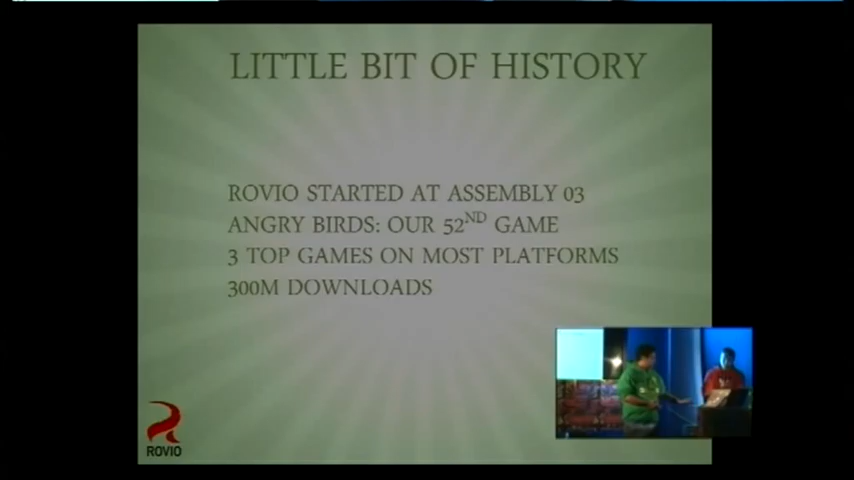 LITTLE BIT OF HISTORY
ROVIO STARTED AT ASSEMBLY 03
ANGRY BIRDS: OUR 52ND GAME
3 TOP GAMES ON MOST PLATFORMS
300M DOWNLOADS
ROVIO